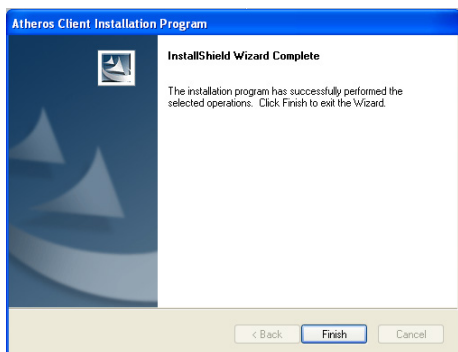 Atheros Client Installation Program
InstallShield Wizard Complete
The installation program has successfully performed the
selected operations.  Click Finish to exit the Wizard.
< Back
Finish
Cancel